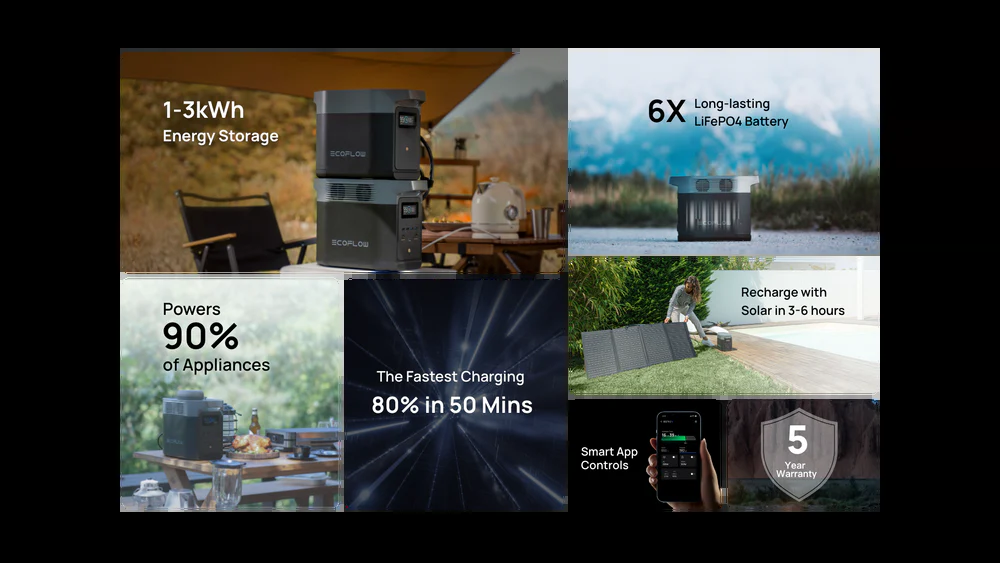 1-3kWh
Energy Storage
ECOFLOW
ECOFLOW
6X Long-lasting
LiFePO4 Battery
Recharge with
Solar in 3-6 hours
Powers
90%
of Appliances
The Fastest Charging
80% in 50 Mins
Smart App
Controls
5
Year
Warranty